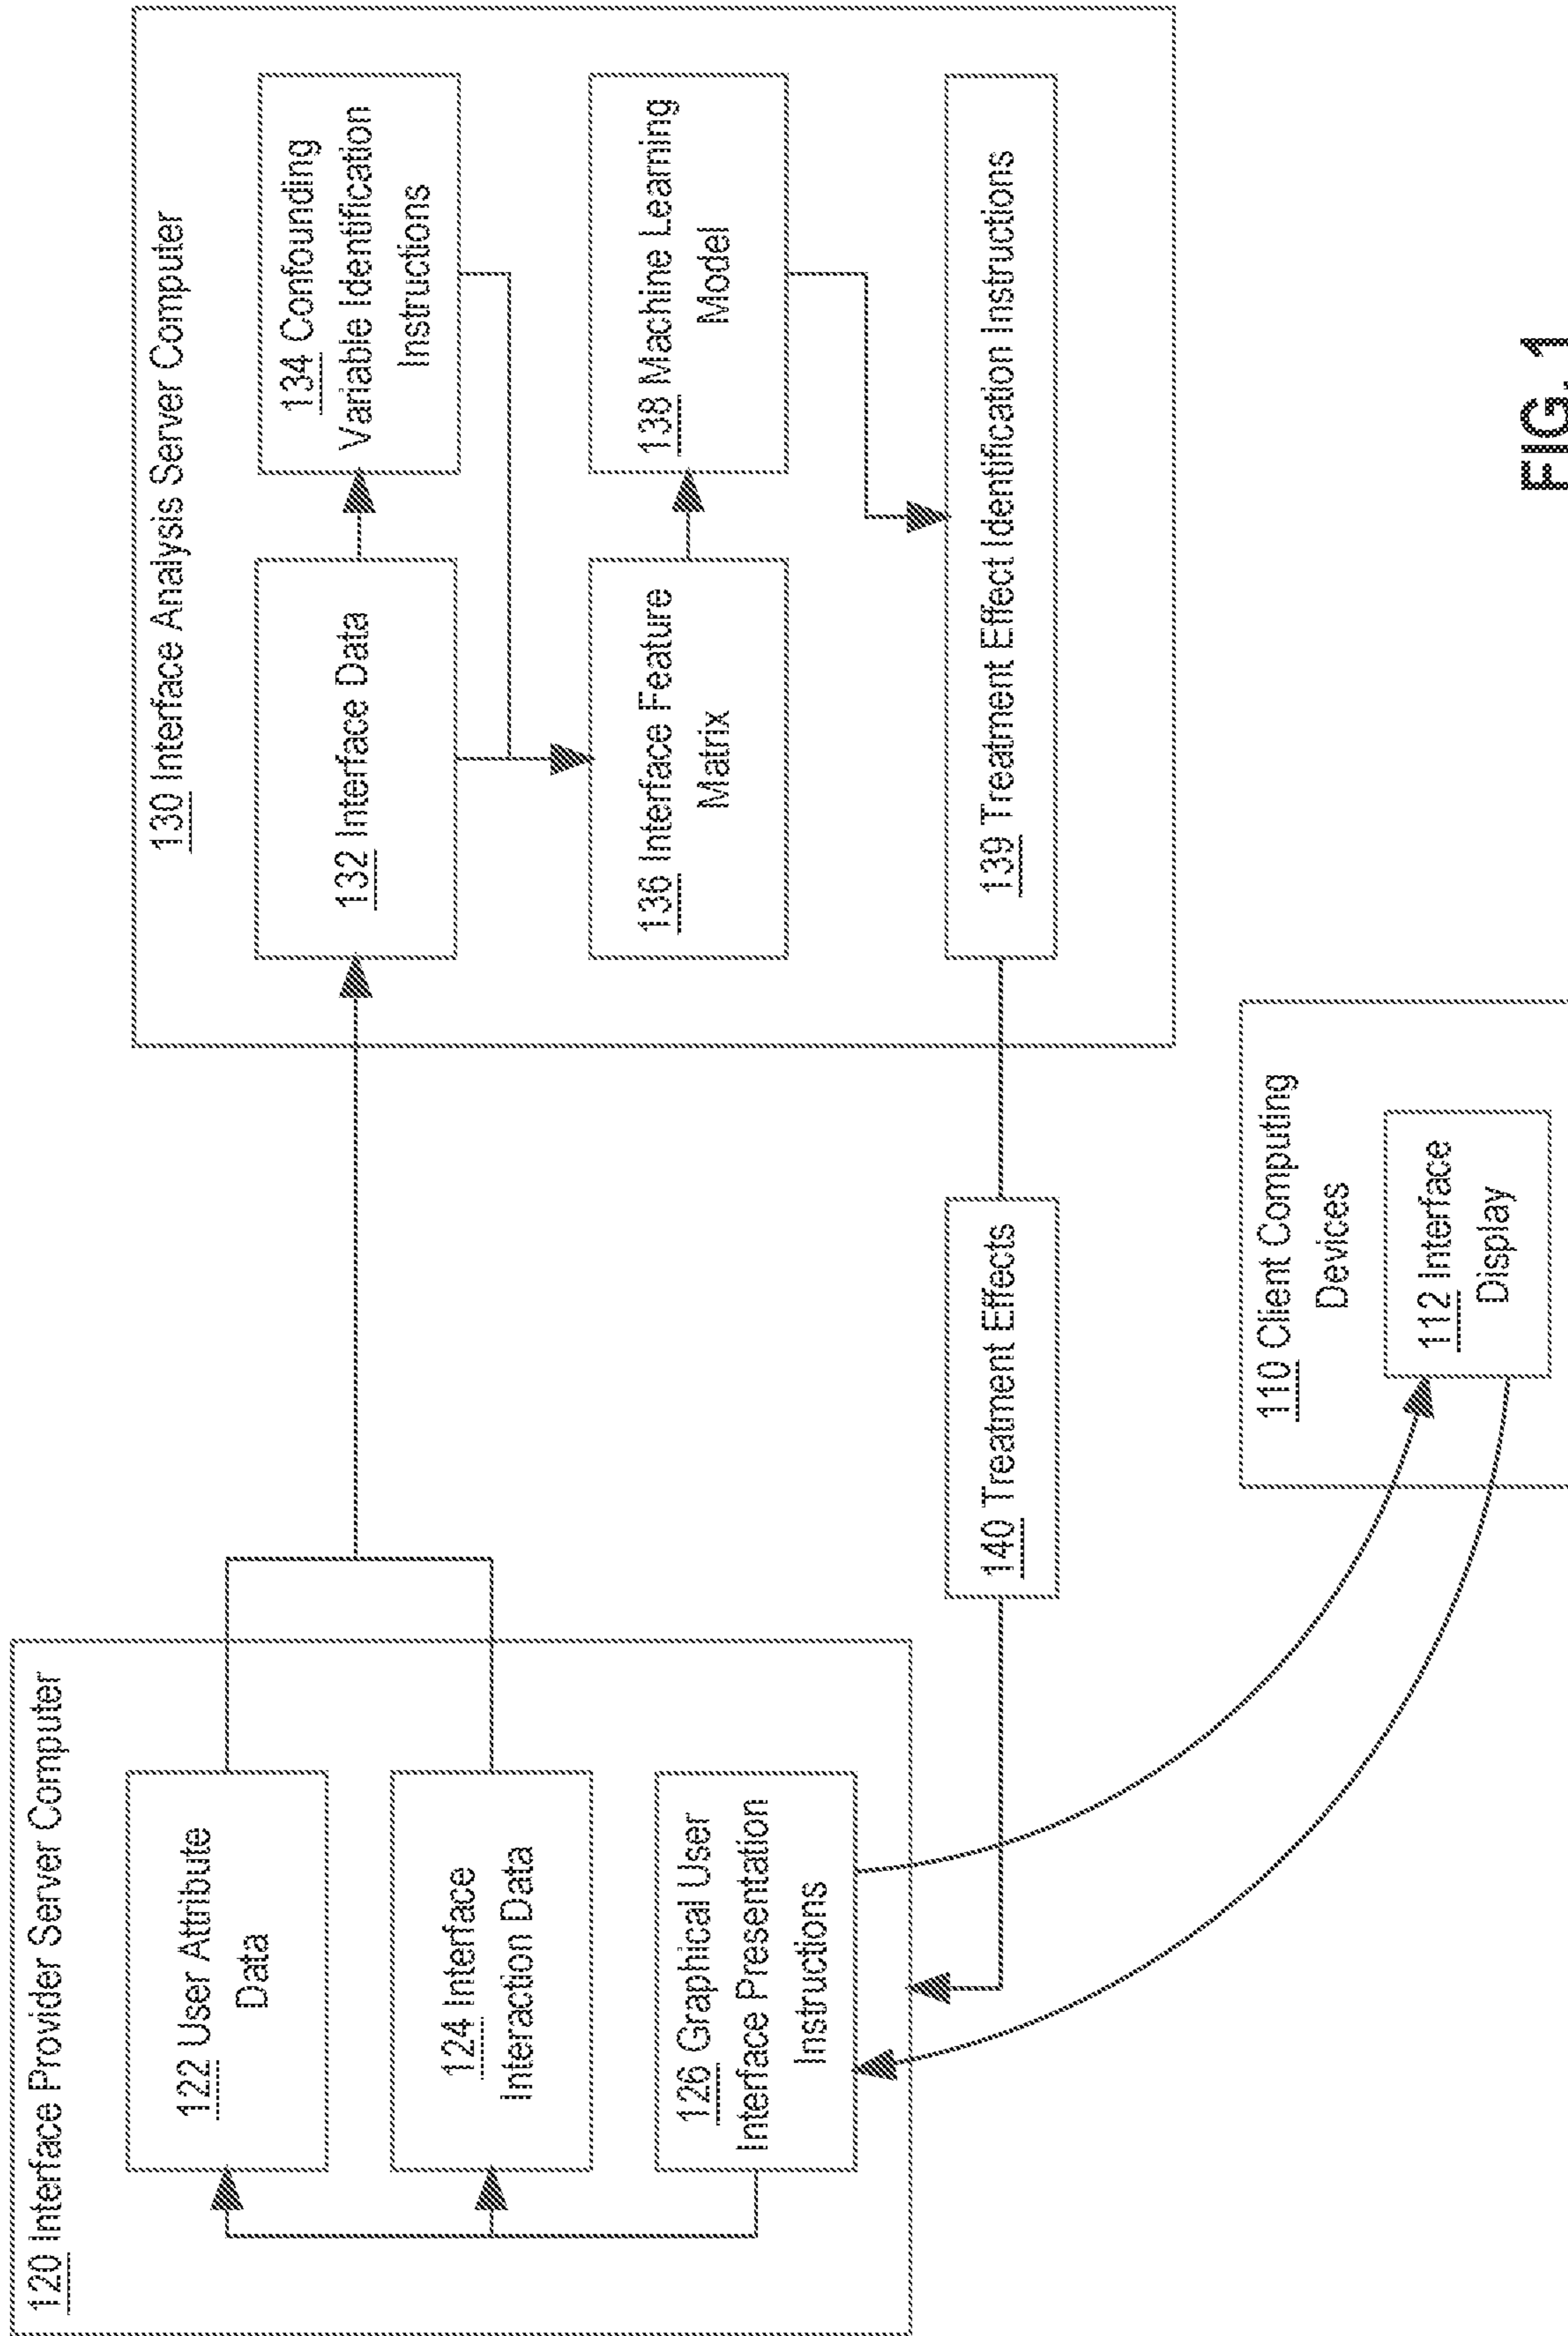 120 Interface Provider Server Computer
122 User Attribute
Data
124 Interface
Interaction Data
126 Graphical User
Interface Presentation
Instructions
130 Interface Analysis Server Computer
132 Interface Data
134 Confounding
Variable Identification
Instructions
136 Interface Feature
Matrix
138 Machine Learning
Model
139 Treatment Effect Identification Instructions
140 Treatment Effects
110 Client Computing
Devices
112 Interface
Display
FIG. 1